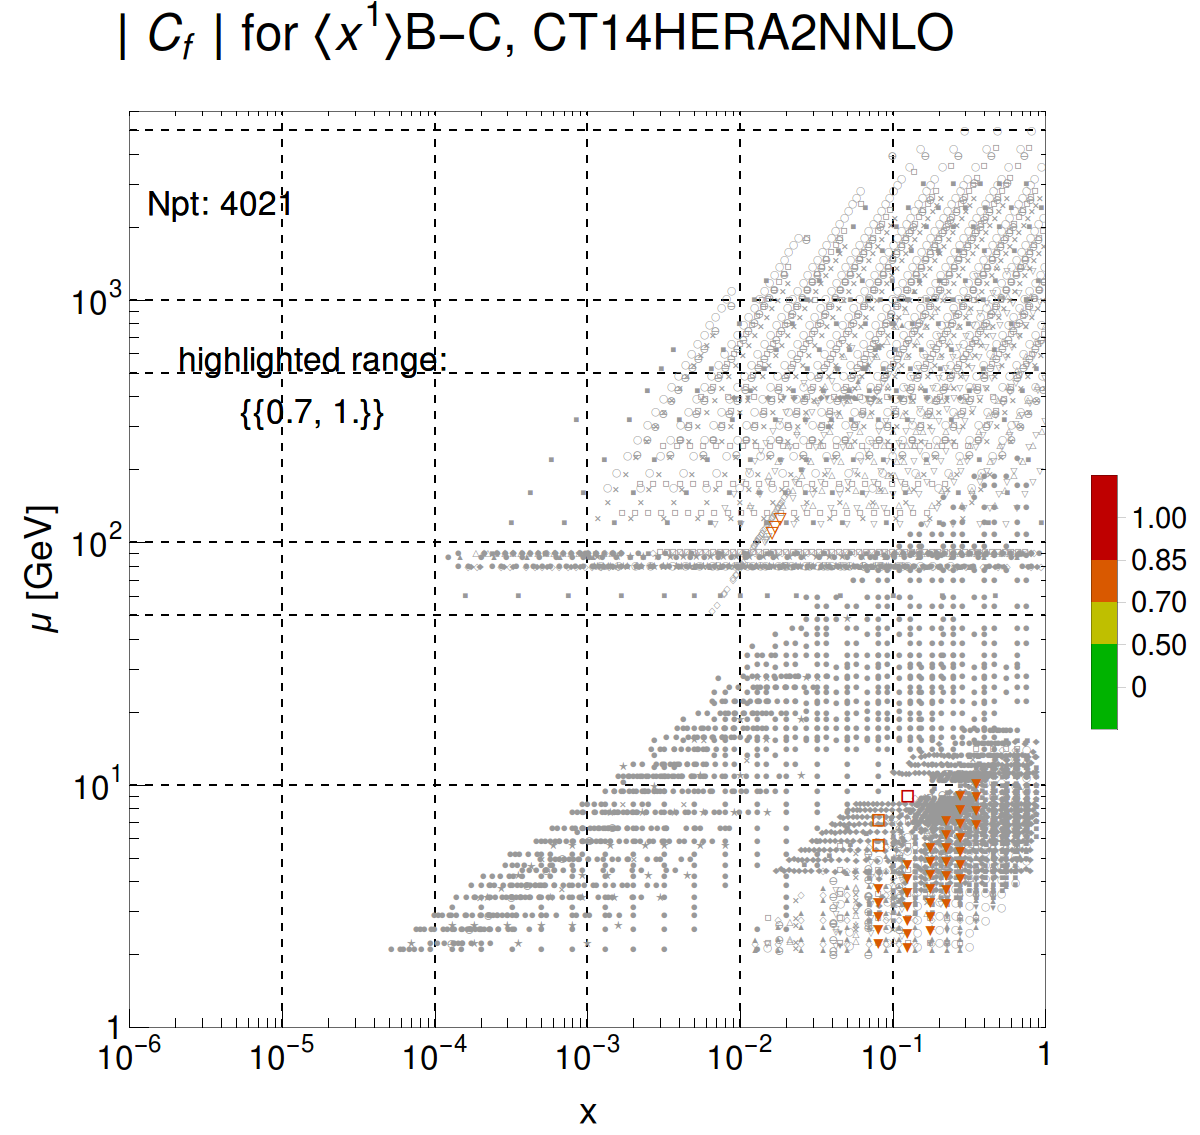 | C_f | for ⟨x¹⟩B−C, CT14HERA2NNLO
Npt: 4021
highlighted range:
{{0.7, 1.}}
10³
10²
10¹
1
μ [GeV]
10⁻⁶ 10⁻⁵ 10⁻⁴ 10⁻³ 10⁻² 10⁻¹ 1
x
1.00
0.85
0.70
0.50
0